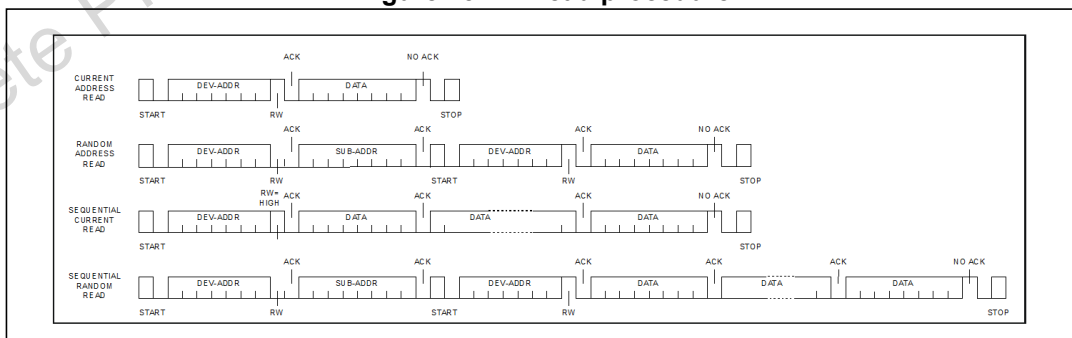 ACK NO ACK
CURRENT
ADDRESS
READ
DEV-ADDR DATA
START RW STOP
ACK ACK ACK NO ACK
RANDOM
ADDRESS
READ
DEV-ADDR SUB-ADDR DEV-ADDR DATA
START RW START RW STOP
RW=
HIGH
ACK ACK ACK NO ACK
SEQUENTIAL
CURRENT
READ
DEV-ADDR DATA DATA DATA
START STOP
ACK ACK ACK ACK ACK NO ACK
SEQUENTIAL
RANDOM
READ
DEV-ADDR SUB-ADDR DEV-ADDR DATA DATA DATA
START RW START RW STOP